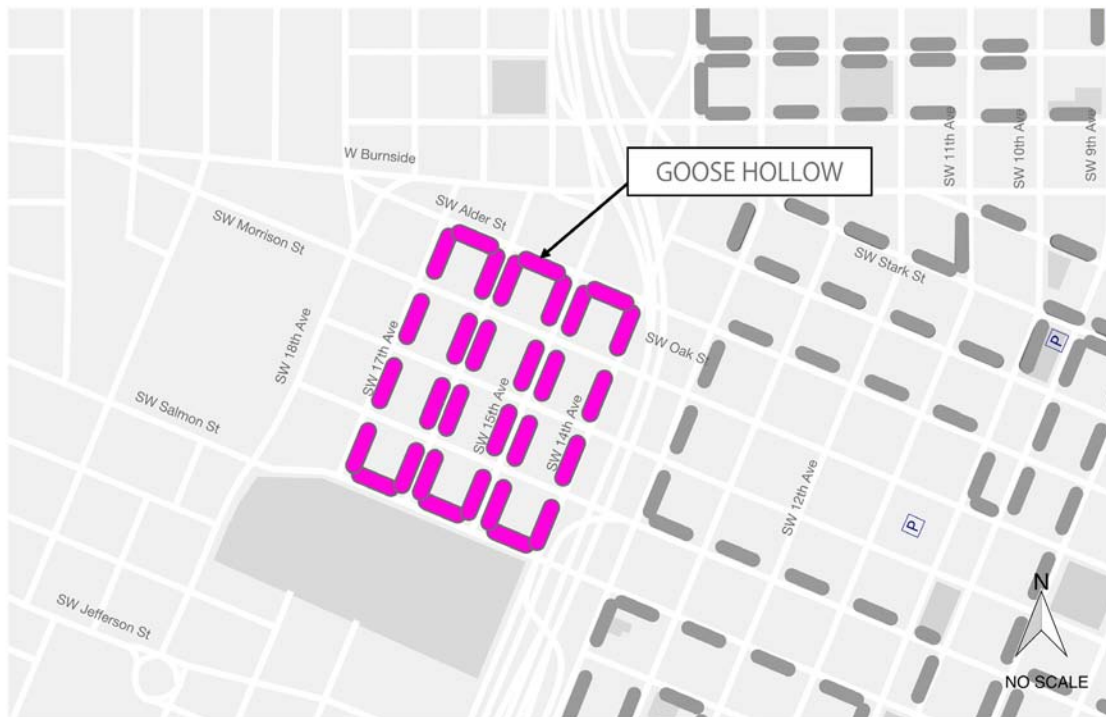 W Burnside
GOOSE HOLLOW
SW 11th Ave
SW 10th Ave
SW 9th Ave
SW Alder St
SW Morrison St
SW Stark St
SW 18th Ave
SW 17th Ave
SW Oak St
P
SW 15th Ave
SW 14th Ave
SW Salmon St
SW 12th Ave
P
N
SW Jefferson St
NO SCALE